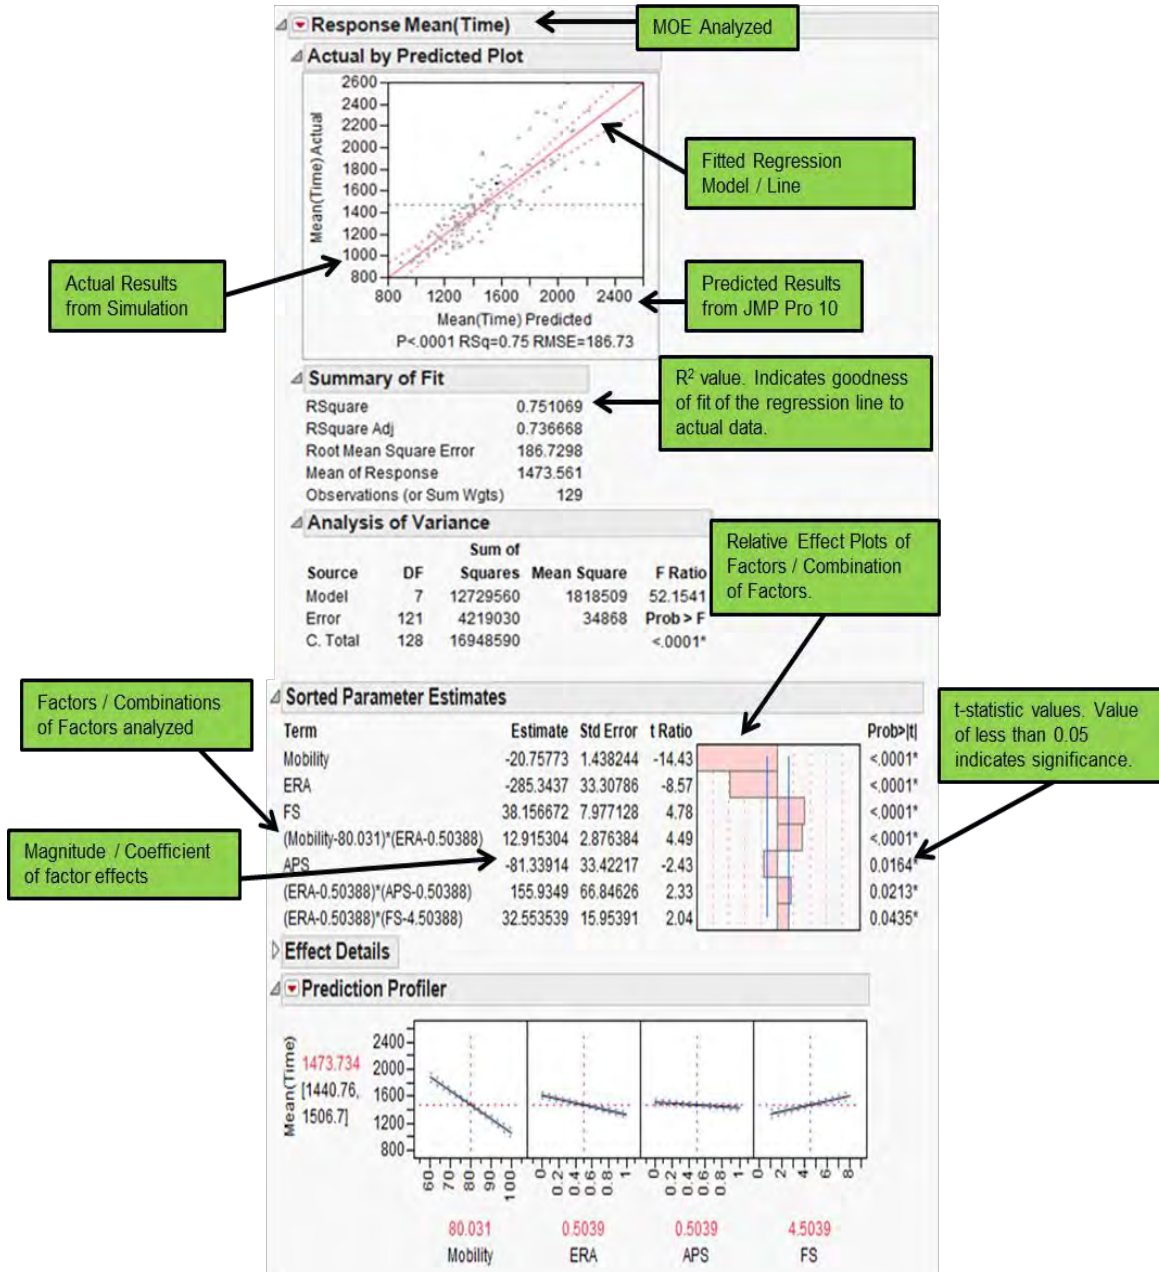 Response Mean(Time)
MOE Analyzed
Actual by Predicted Plot
2600
2400
2200
2000
1800
1600
1400
1200
1000
800
Mean(Time) Actual
800 1200 1600 2000 2400
Mean(Time) Predicted
P<.0001 RSq=0.75 RMSE=186.73
Fitted Regression
Model / Line
Actual Results
from Simulation
Predicted Results
from JMP Pro 10
Summary of Fit
RSquare 0.751069
RSquare Adj 0.736668
Root Mean Square Error 186.7298
Mean of Response 1473.561
Observations (or Sum Wgts) 129
R² value. Indicates goodness
of fit of the regression line to
actual data.
Analysis of Variance
Sum of
Source DF Squares Mean Square F Ratio
Model 7 12729560 1818509 52.1541
Error 121 4219030 34868 Prob > F
C. Total 128 16948590 <.0001*
Relative Effect Plots of
Factors / Combination
of Factors.
Factors / Combinations
of Factors analyzed
Sorted Parameter Estimates
Term Estimate Std Error t Ratio Prob>|t|
Mobility -20.75773 1.438244 -14.43 <.0001*
ERA -285.3437 33.30786 -8.57 <.0001*
FS 38.156672 7.977128 4.78 <.0001*
(Mobility-80.031)*(ERA-0.50388) 12.915304 2.876384 4.49 <.0001*
APS -81.33914 33.42217 -2.43 0.0164*
(ERA-0.50388)*(APS-0.50388) 155.9349 66.84626 2.33 0.0213*
(ERA-0.50388)*(FS-4.50388) 32.553539 15.95391 2.04 0.0435*
t-statistic values. Value
of less than 0.05
indicates significance.
Magnitude / Coefficient
of factor effects
Effect Details
Prediction Profiler
Mean(Time)
1473.734
[1440.76,
1506.7]
2400
2000
1600
1200
800
60 70 80 90 100
0 0.2 0.4 0.6 0.8 1
0 0.2 0.4 0.6 0.8 1
0 2 4 6 8
80.031 0.5039 0.5039 4.5039
Mobility ERA APS FS